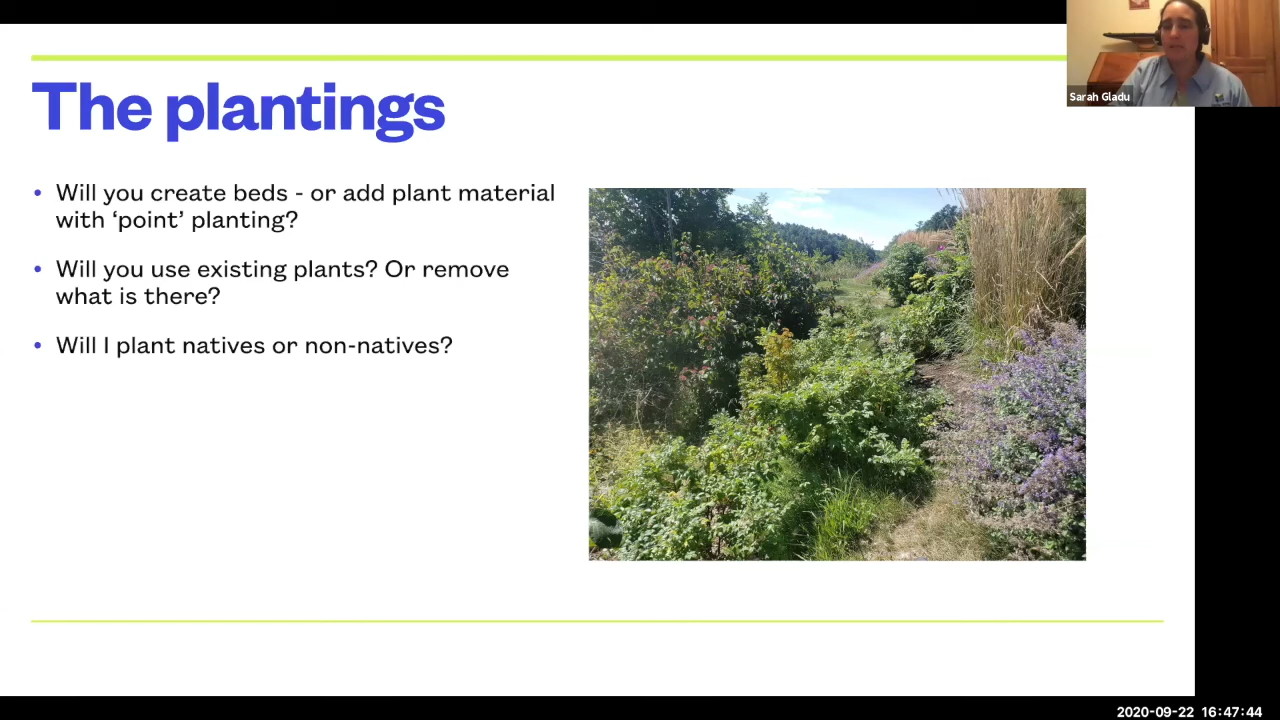 The plantings
• Will you create beds - or add plant material
with ‘point’ planting?
• Will you use existing plants? Or remove
what is there?
• Will I plant natives or non-natives?
Sarah Gladu
2020-09-22 16:47:44